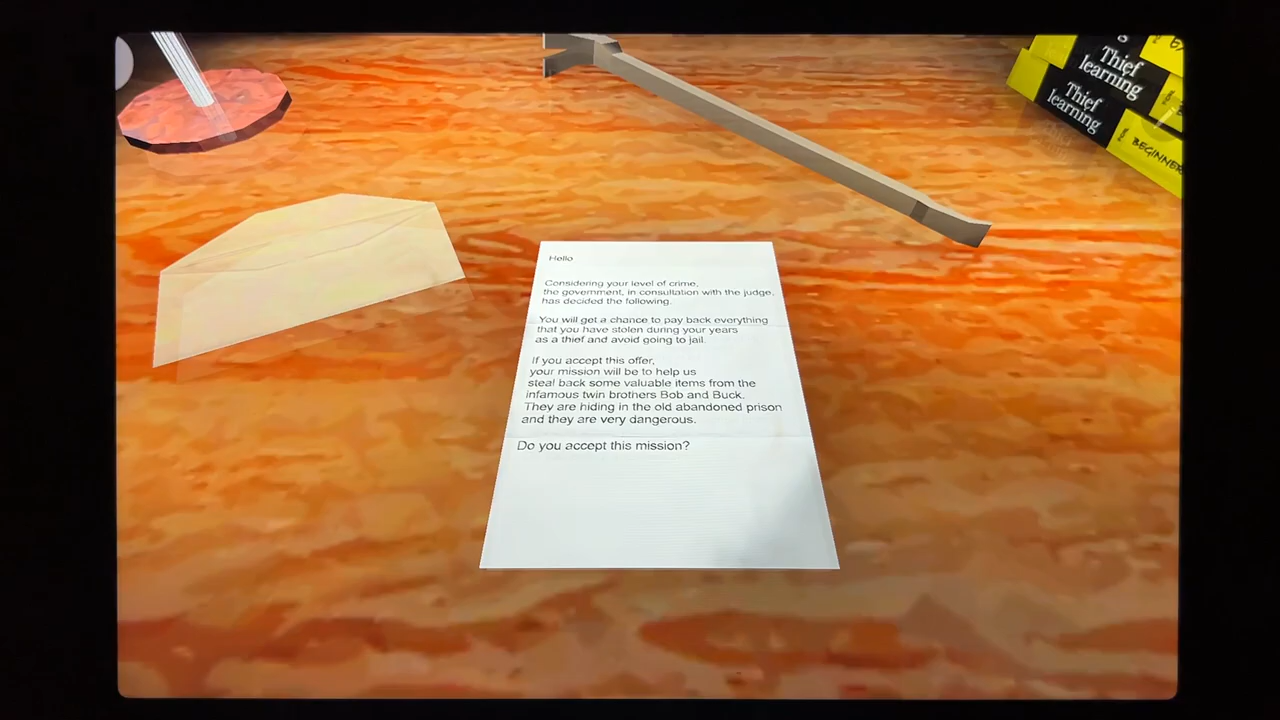 Thief
learning
Thief
learning
FOR
BEGINNER
Hello
Considering your level of crime,
the government, in consultation with the judge,
has decided the following.
You will get a chance to pay back everything
that you have stolen during your years
as a thief and avoid going to jail.
If you accept this offer,
your mission will be to help us
steal back some valuable items from the
infamous twin brothers Bob and Buck.
They are hiding in the old abandoned prison
and they are very dangerous.
Do you accept this mission?